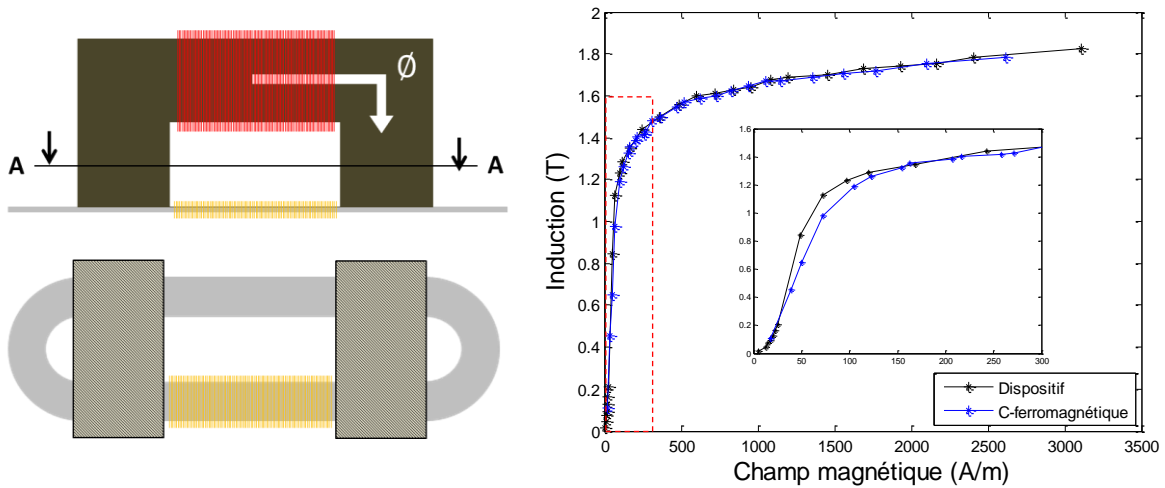 Ø
A
A
Induction (T)
2
1.8
1.6
1.4
1.2
1
0.8
0.6
0.4
0.2
0
0 500 1000 1500 2000 2500 3000 3500
Champ magnétique (A/m)
1.6
1.4
1.2
1
0.8
0.6
0.4
0.2
0
0 50 100 150 200 250 300
Dispositif
C-ferromagnétique